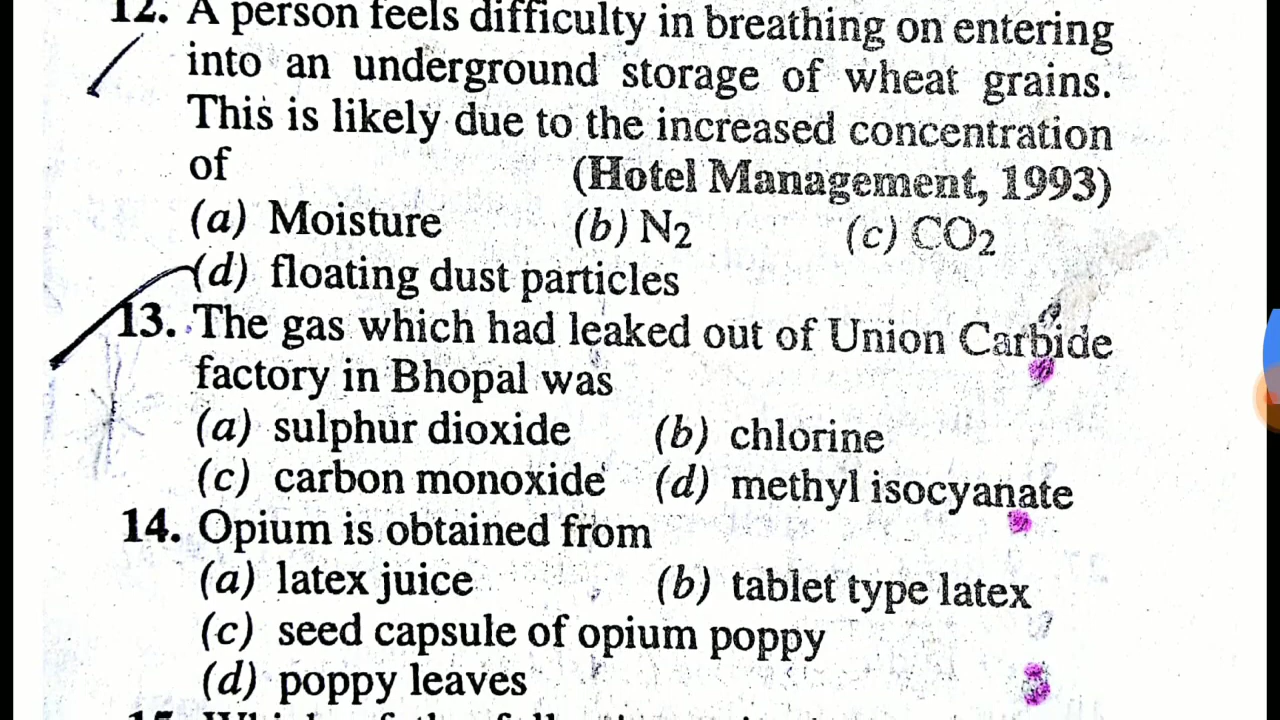 12. A person feels difficulty in breathing on entering
into an underground storage of wheat grains.
This is likely due to the increased concentration
of (Hotel Management, 1993)
(a) Moisture (b) N2 (c) CO2
(d) floating dust particles
13. The gas which had leaked out of Union Carbide
factory in Bhopal was
(a) sulphur dioxide (b) chlorine
(c) carbon monoxide (d) methyl isocyanate
14. Opium is obtained from
(a) latex juice (b) tablet type latex
(c) seed capsule of opium poppy
(d) poppy leaves